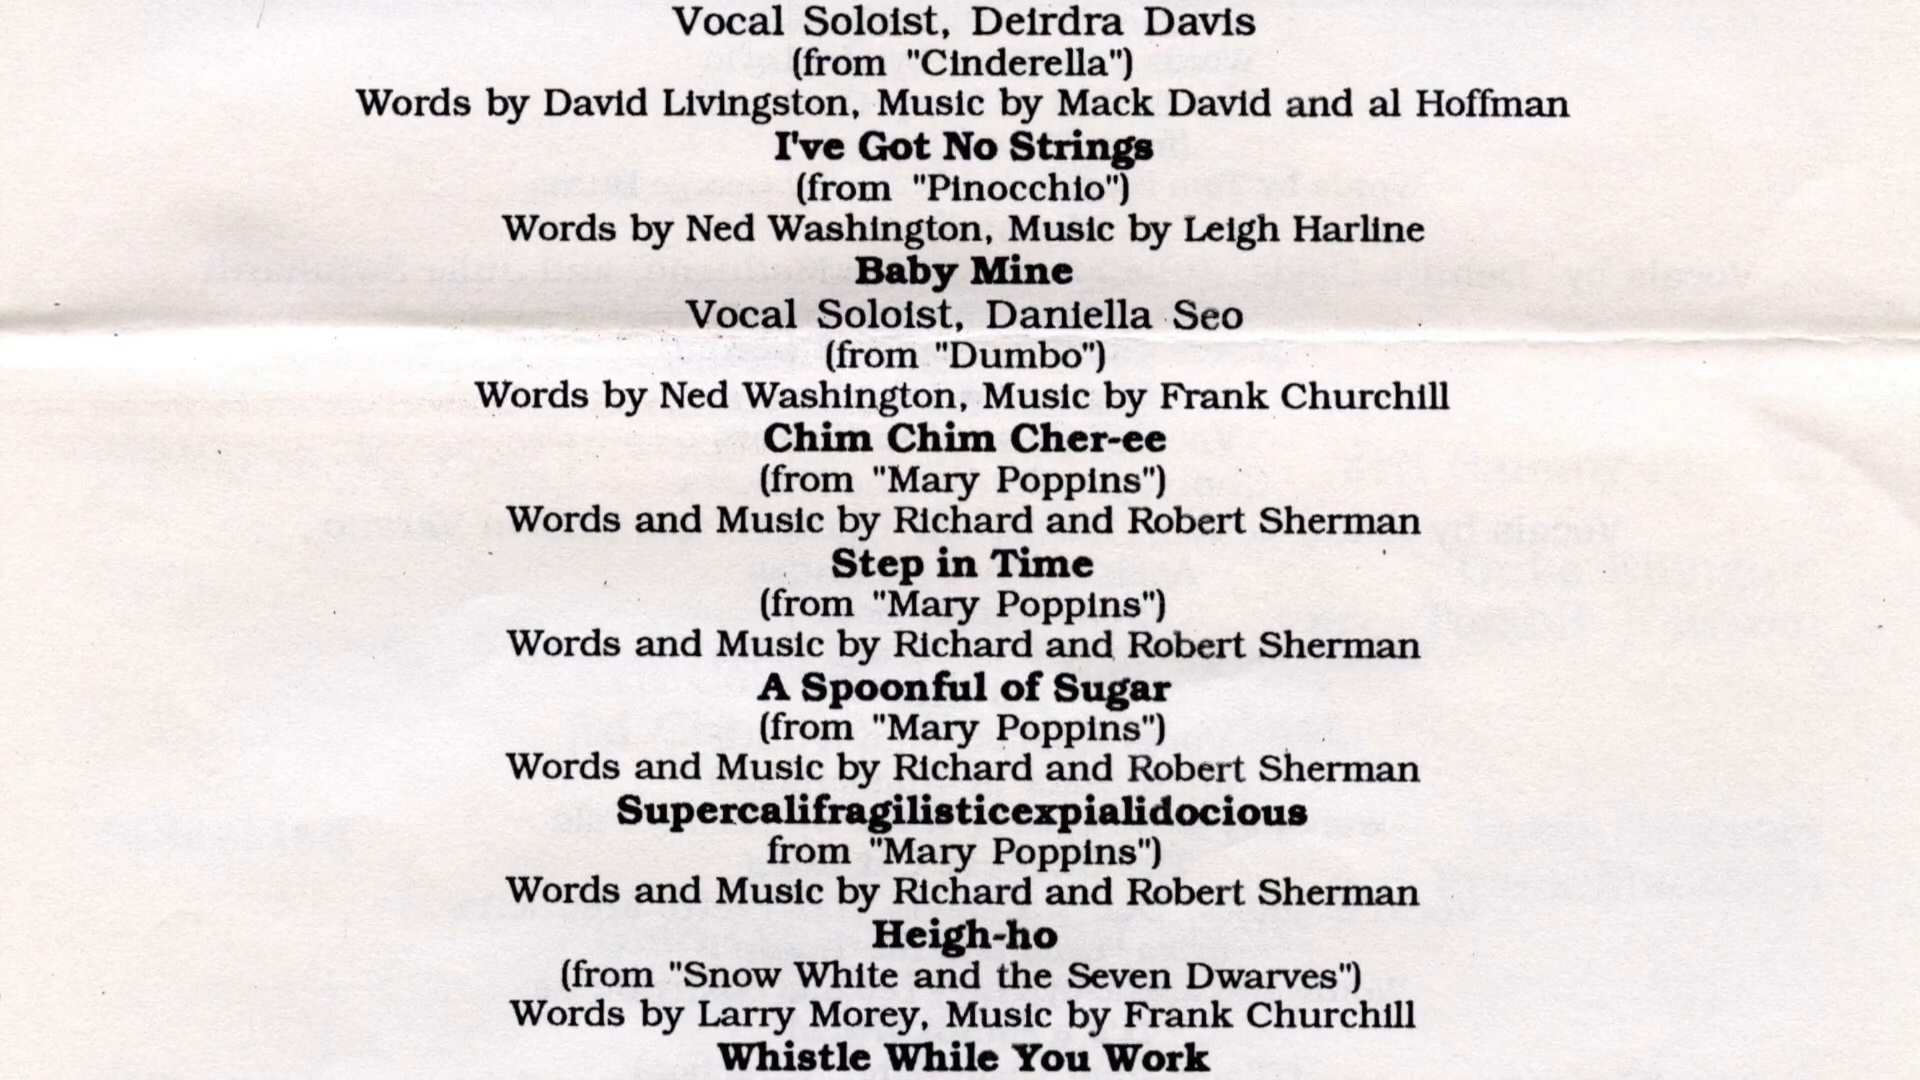 Vocal Soloist, Deirdra Davis
(from "Cinderella")
Words by David Livingston, Music by Mack David and al Hoffman
I've Got No Strings
(from "Pinocchio")
Words by Ned Washington, Music by Leigh Harline
Baby Mine
Vocal Soloist, Daniella Seo
(from "Dumbo")
Words by Ned Washington, Music by Frank Churchill
Chim Chim Cher-ee
(from "Mary Poppins")
Words and Music by Richard and Robert Sherman
Step in Time
(from "Mary Poppins")
Words and Music by Richard and Robert Sherman
A Spoonful of Sugar
(from "Mary Poppins")
Words and Music by Richard and Robert Sherman
Supercalifragilisticexpialidocious
from "Mary Poppins")
Words and Music by Richard and Robert Sherman
Heigh-ho
(from "Snow White and the Seven Dwarves")
Words by Larry Morey, Music by Frank Churchill
Whistle While You Work